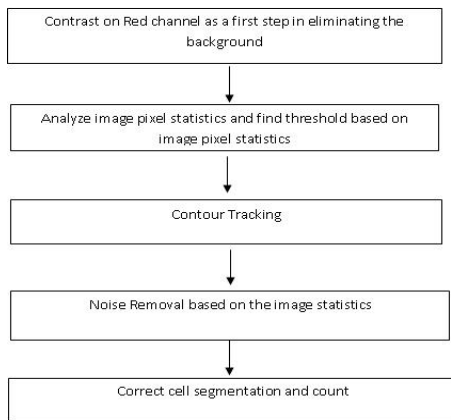 Contrast on Red channel as a first step in eliminating the
background
Analyze image pixel statistics and find threshold based on
image pixel statistics
Contour Tracking
Noise Removal based on the image statistics
Correct cell segmentation and count